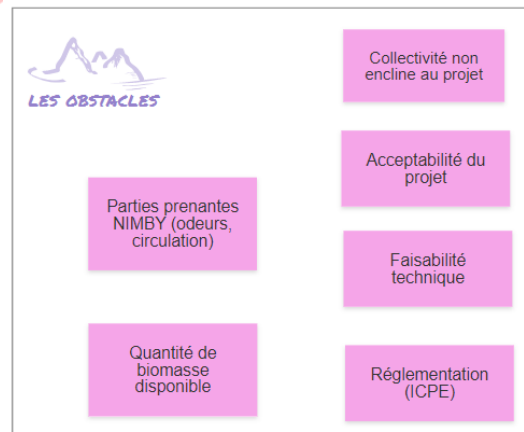 LES OBSTACLES
Collectivité non
encline au projet
Acceptabilité du
projet
Parties prenantes
NIMBY (odeurs,
circulation)
Faisabilité
technique
Quantité de
biomasse
disponible
Réglementation
(ICPE)